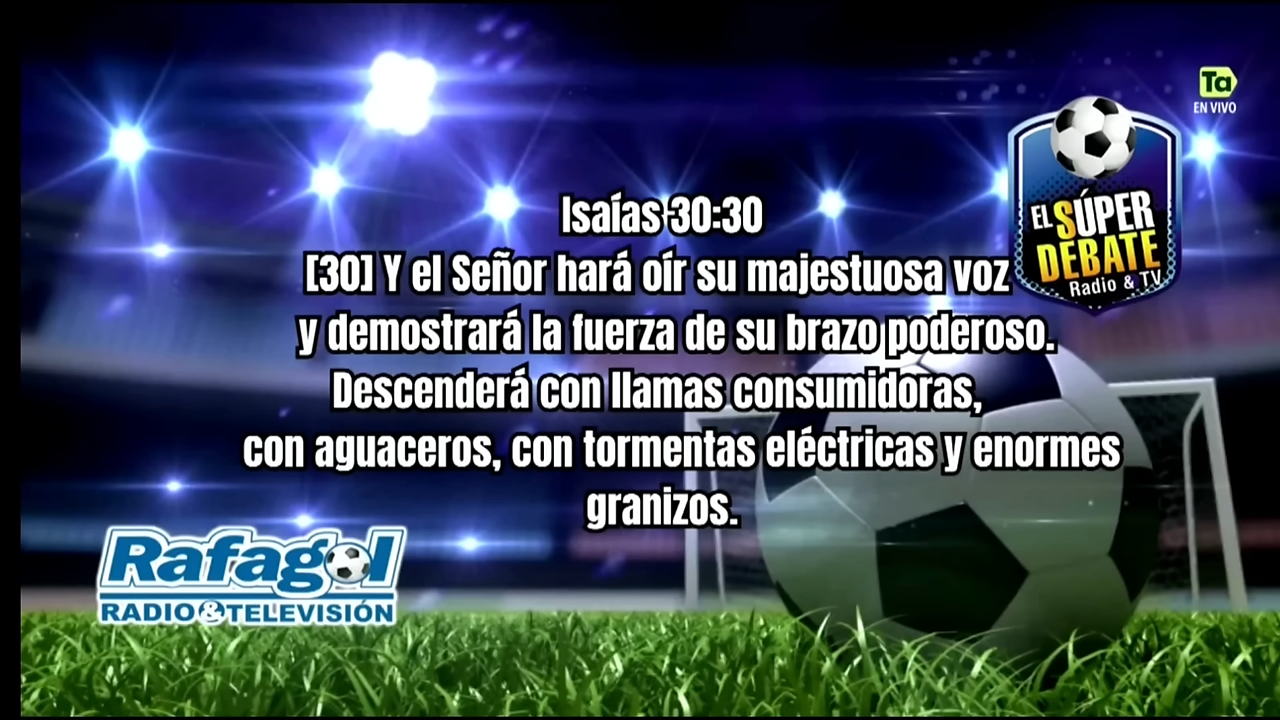 Ta
EN VIVO
EL SÚPER
DEBATE
Radio & TV
Isaías 30:30
[30] Y el Señor hará oír su majestuosa voz
y demostrará la fuerza de su brazo poderoso.
Descenderá con llamas consumidoras,
con aguaceros, con tormentas eléctricas y enormes
granizos.
Rafagol
RADIO & TELEVISIÓN